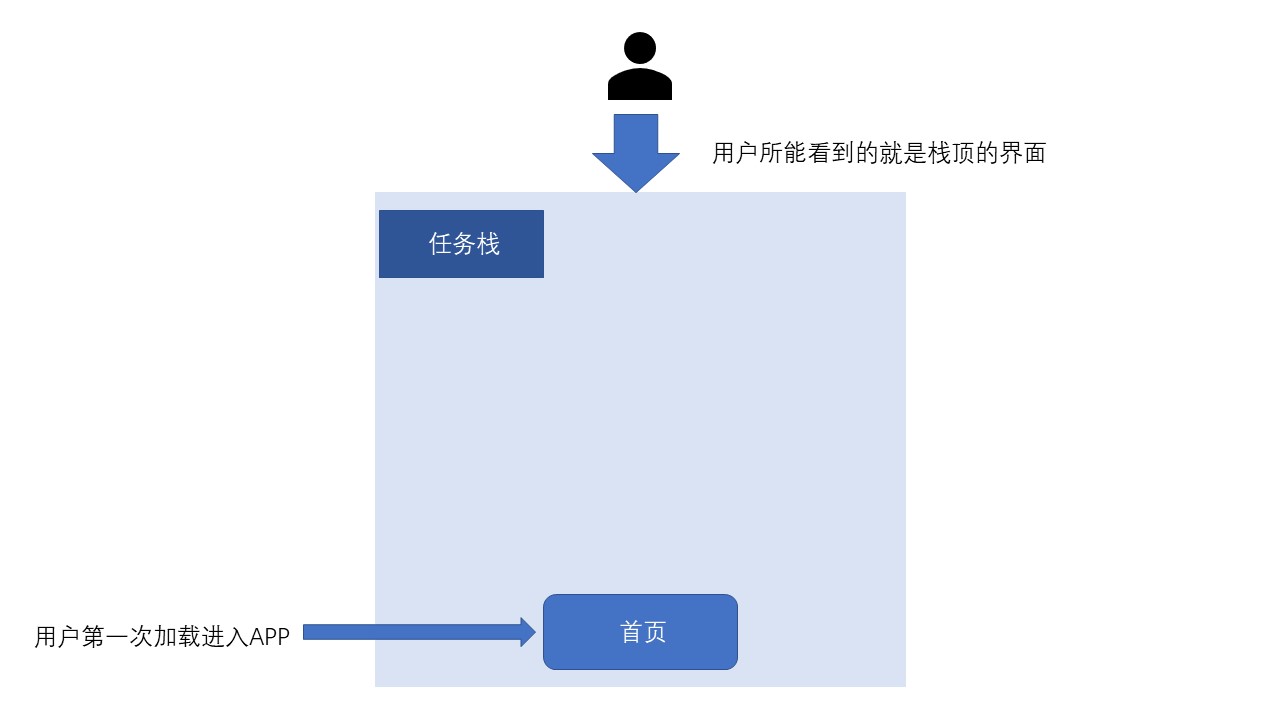 用户所能看到的就是栈顶的界面
任务栈
首页
用户第一次加载进入APP